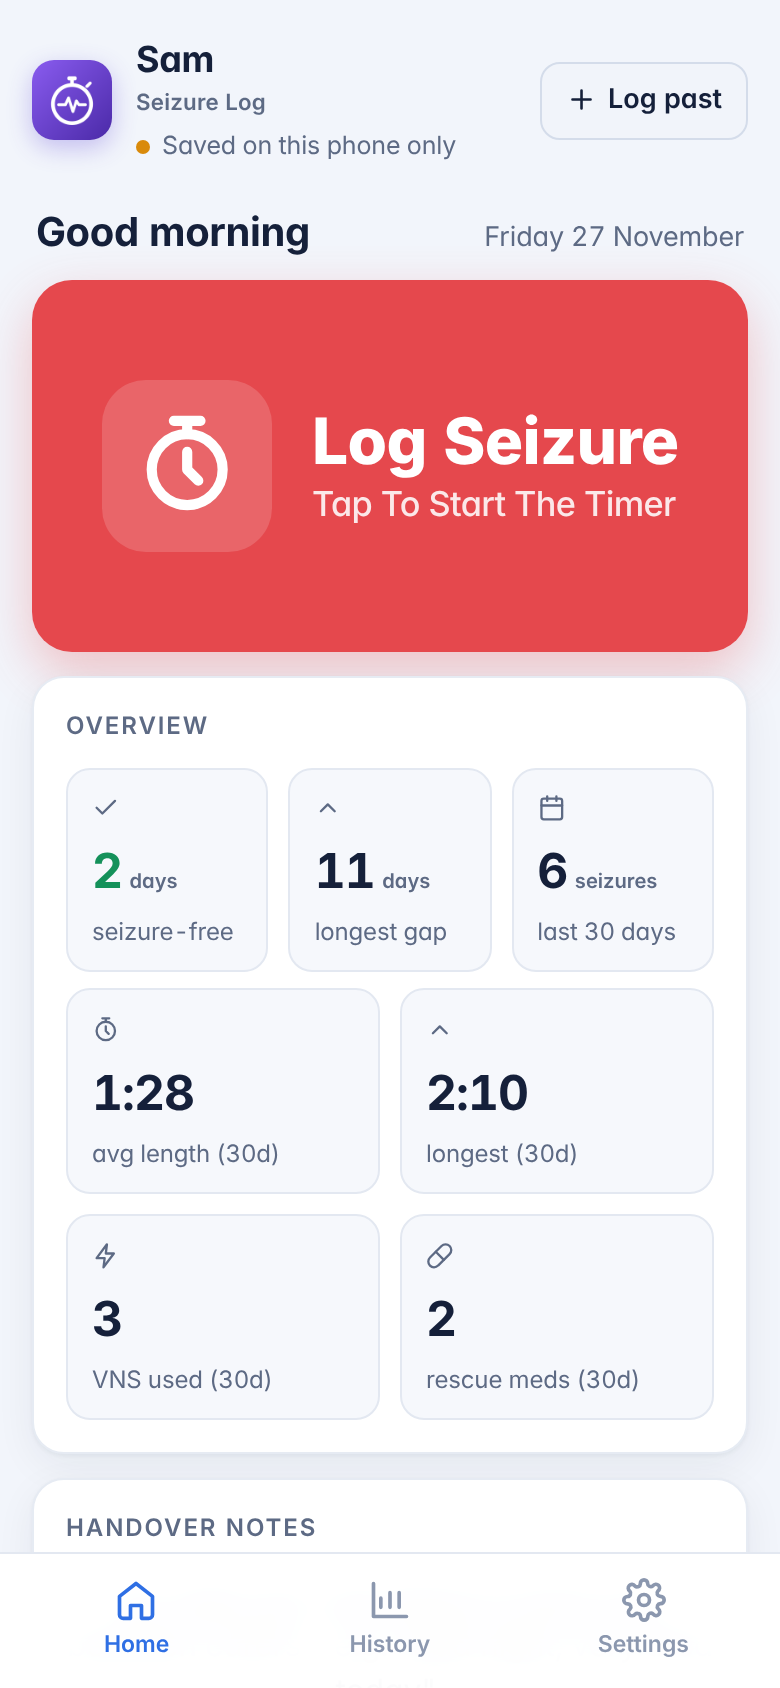 Sam
Seizure Log
Saved on this phone only
Log past
Good morning
Friday 27 November
Log Seizure
Tap To Start The Timer
OVERVIEW
2 days
seizure-free
11 days
longest gap
6 seizures
last 30 days
1:28
avg length (30d)
2:10
longest (30d)
3
VNS used (30d)
2
rescue meds (30d)
HANDOVER NOTES
Home
History
Settings